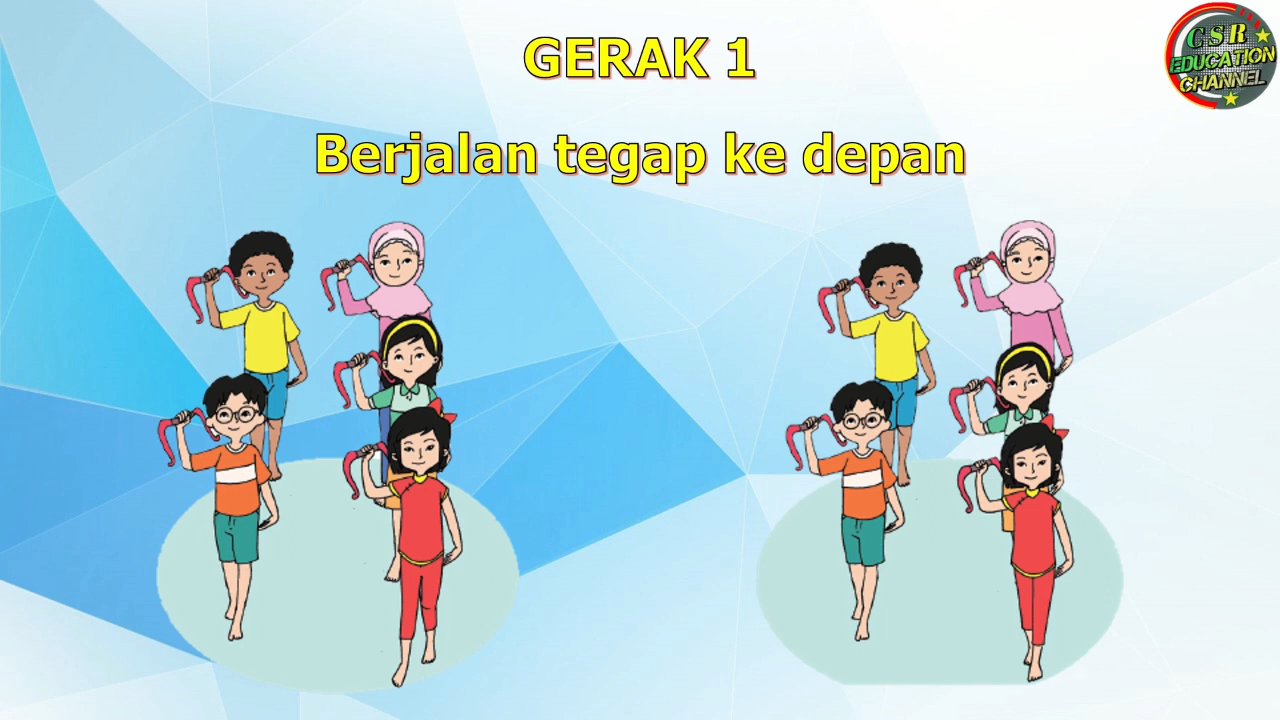 GERAK 1
Berjalan tegap ke depan
CSR
EDUCATION
CHANNEL